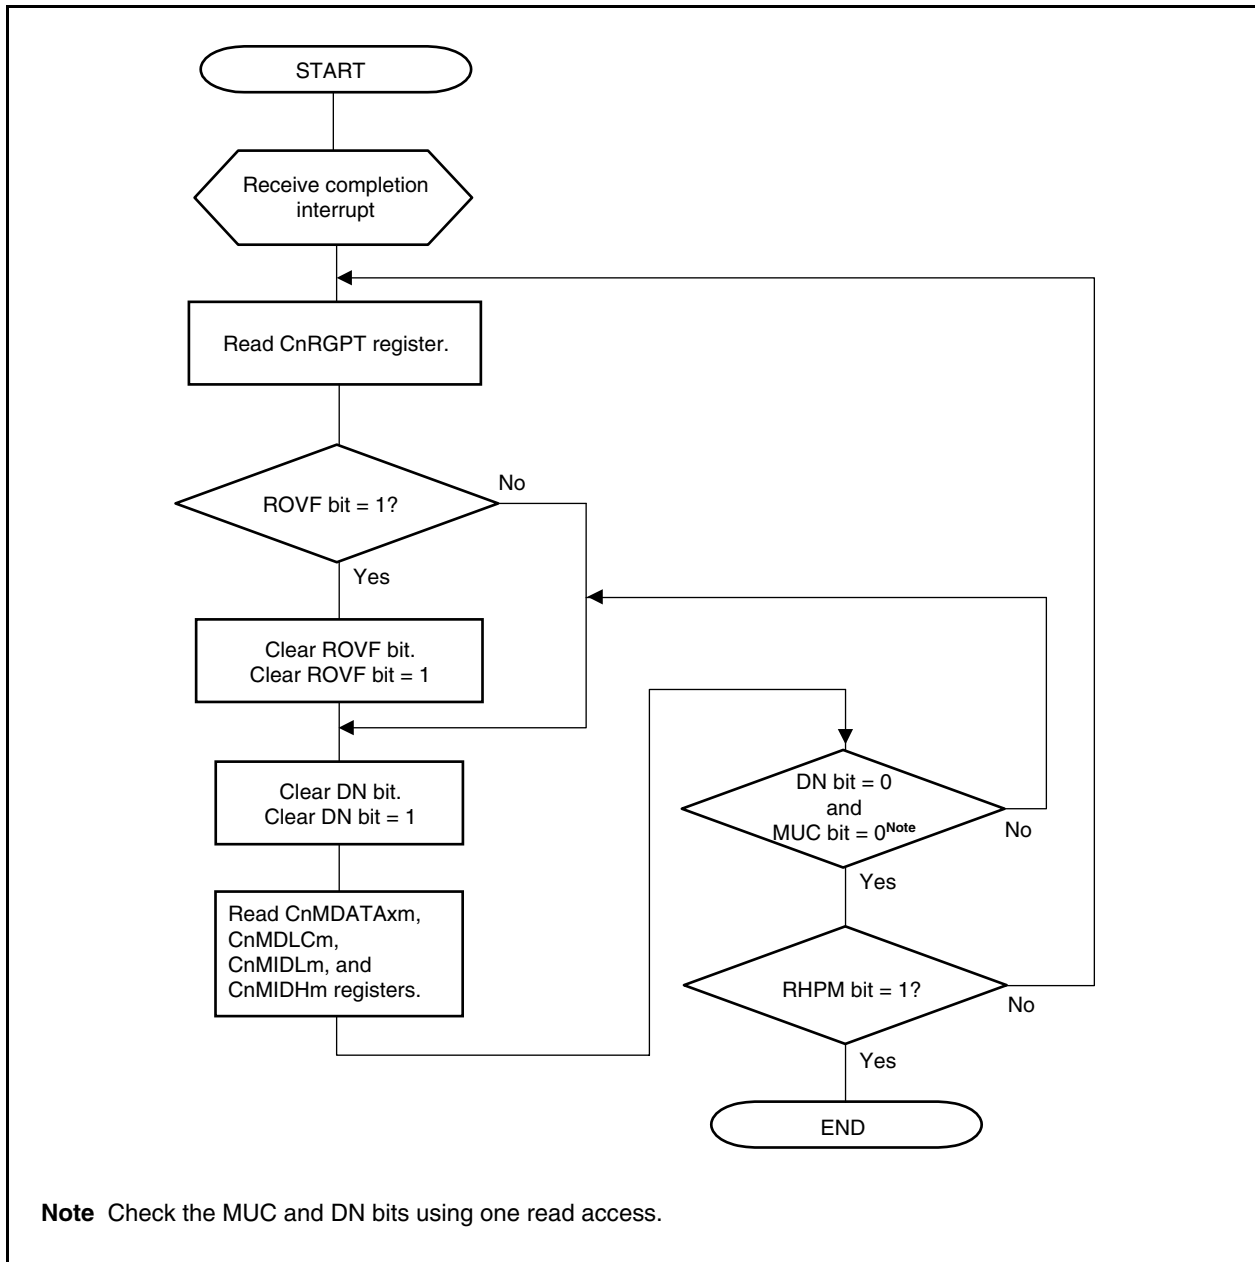 START
Receive completion
interrupt
Read CnRGPT register.
ROVF bit = 1?
No
Yes
Clear ROVF bit.
Clear ROVF bit = 1
Clear DN bit.
Clear DN bit = 1
Read CnMDATAxm,
CnMDLCm,
CnMIDLm, and
CnMIDHm registers.
DN bit = 0
and
MUC bit = 0Note
No
Yes
RHPM bit = 1?
No
Yes
END
Note Check the MUC and DN bits using one read access.